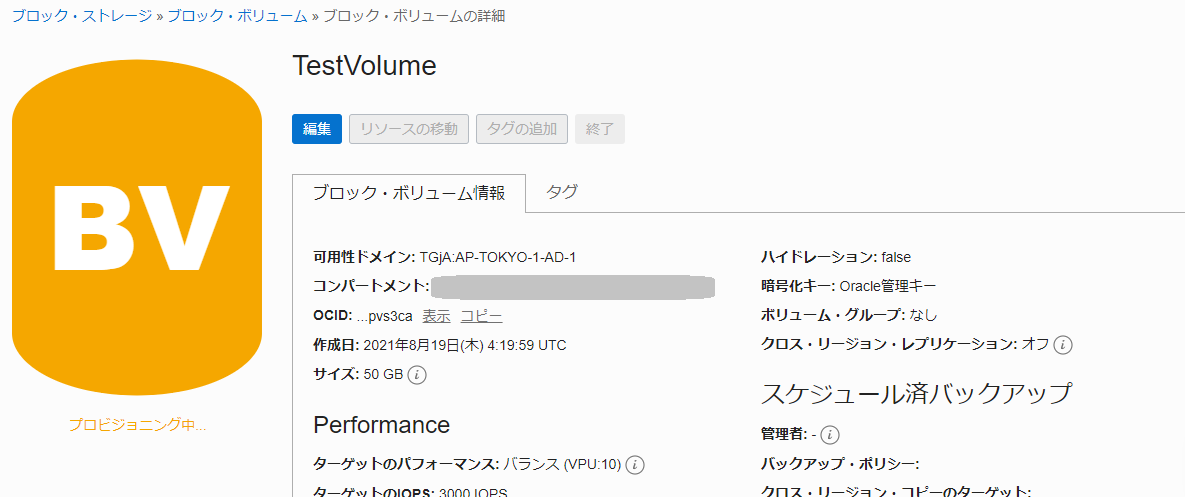 ブロック・ストレージ » ブロック・ボリューム » ブロック・ボリュームの詳細
TestVolume
編集 リソースの移動 タグの追加 終了
BV
プロビジョニング中...
ブロック・ボリューム情報 タグ
可用性ドメイン: TGjA:AP-TOKYO-1-AD-1
コンパートメント:
OCID: ...pvs3ca 表示 コピー
作成日: 2021年8月19日(木) 4:19:59 UTC
サイズ: 50 GB
Performance
ターゲットのパフォーマンス: バランス (VPU:10)
ターゲットのIOPS: 3000 IOPS
ハイドレーション: false
暗号化キー: Oracle管理キー
ボリューム・グループ: なし
クロス・リージョン・レプリケーション: オフ
スケジュール済バックアップ
管理者: -
バックアップ・ポリシー:
クロス・リージョン・コピーのターゲット: